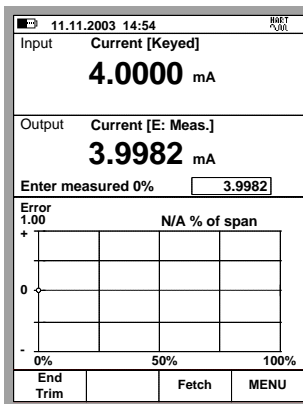 11.11.2003 14:54 HART
Input Current [Keyed]
4.0000 mA
Output Current [E: Meas.]
3.9982 mA
Enter measured 0% 3.9982
Error
1.00 N/A % of span
+
0
-
0% 50% 100%
End Trim Fetch MENU